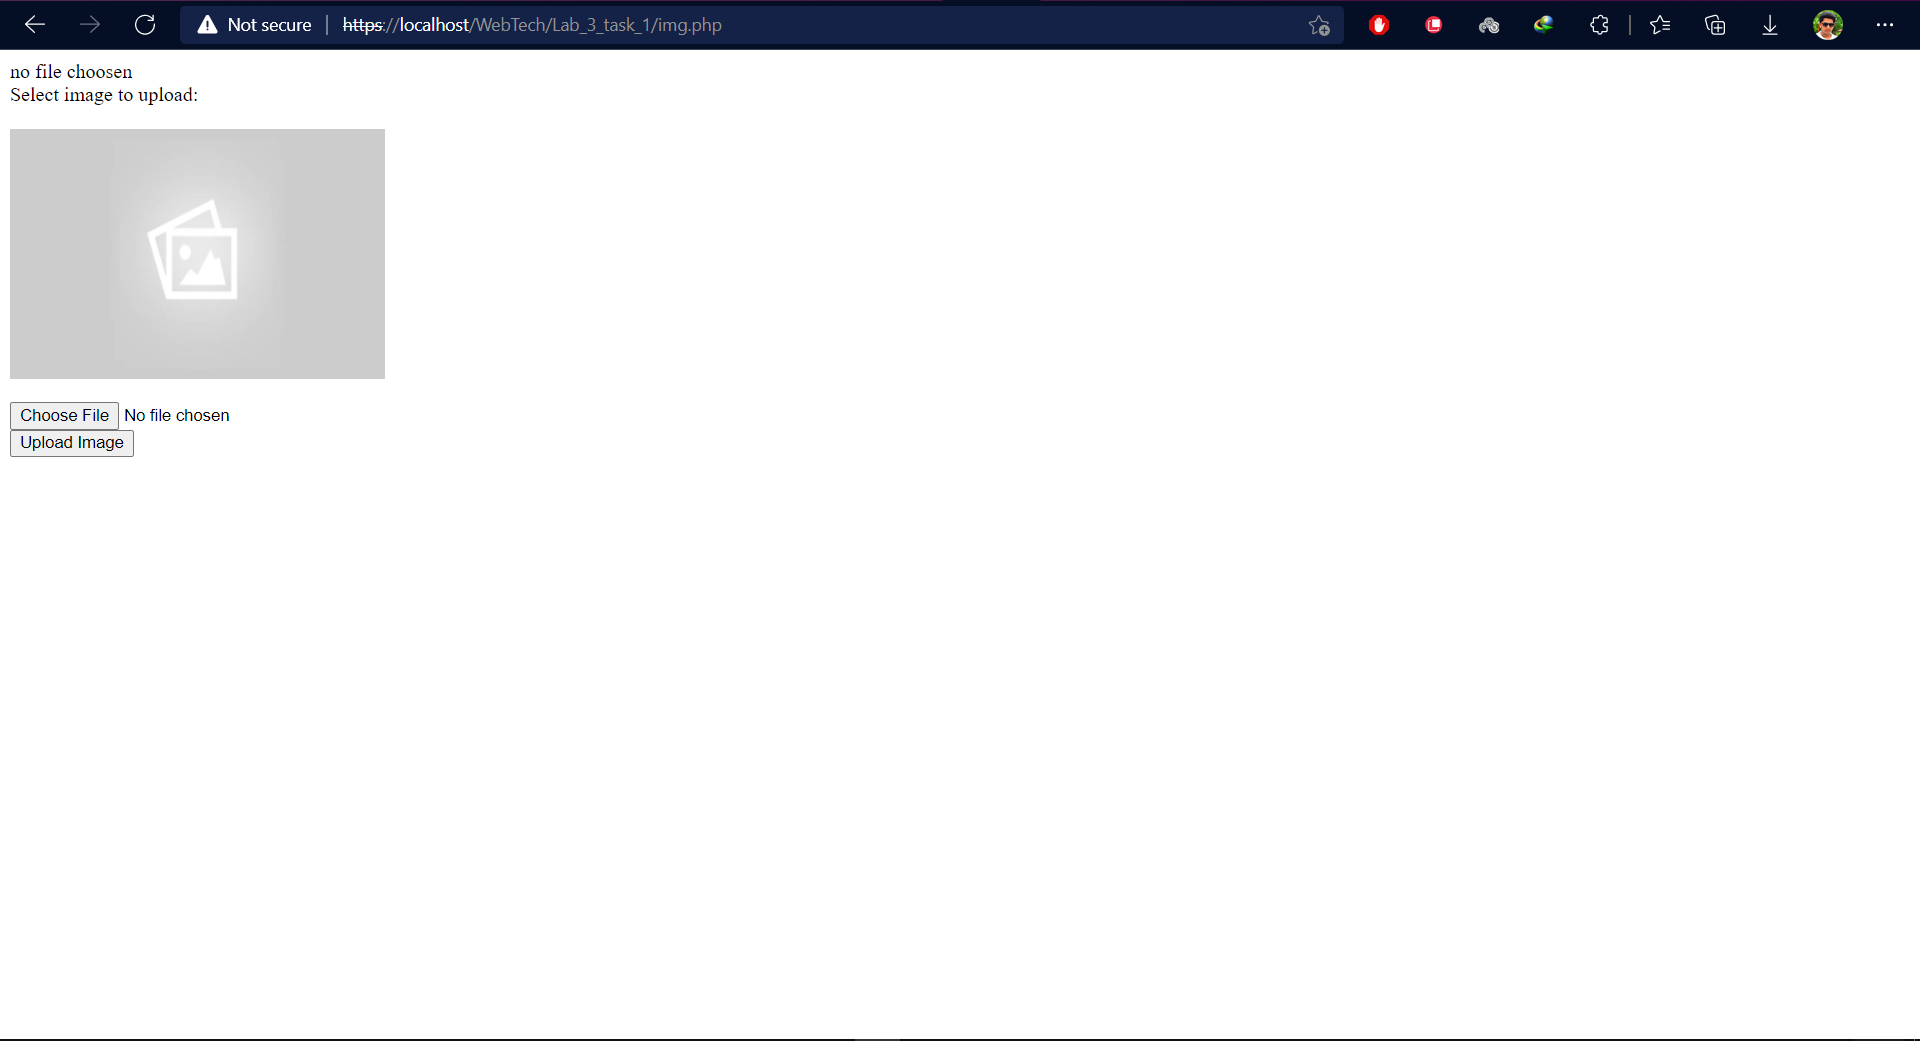 Not secure | https://localhost/WebTech/Lab_3_task_1/img.php
no file choosen
Select image to upload:
Choose File No file chosen
Upload Image